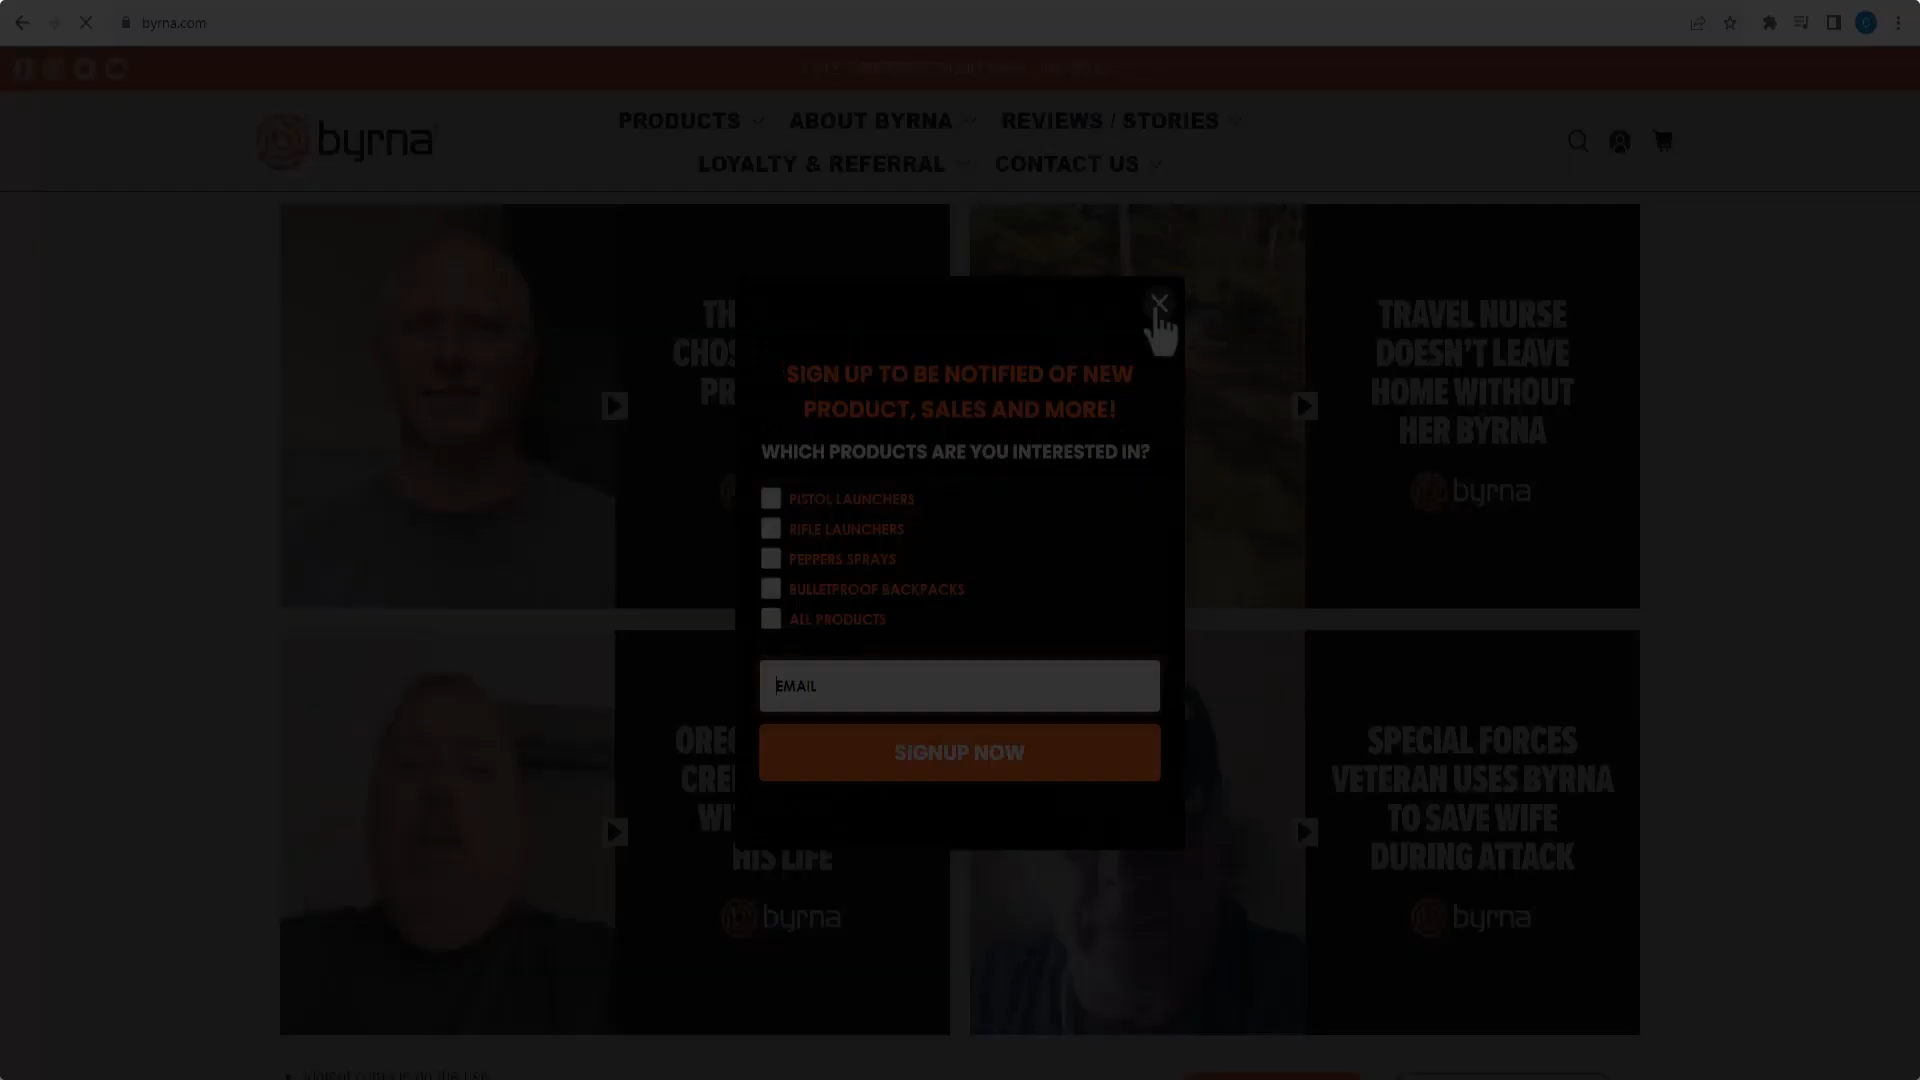 byrna.com
byrna
PRODUCTS
ABOUT BYRNA
REVIEWS / STORIES
LOYALTY & REFERRAL
CONTACT US
SIGN UP TO BE NOTIFIED OF NEW
PRODUCT, SALES AND MORE!
WHICH PRODUCTS ARE YOU INTERESTED IN?
PISTOL LAUNCHERS
RIFLE LAUNCHERS
PEPPERS SPRAYS
BULLETPROOF BACKPACKS
ALL PRODUCTS
EMAIL
SIGNUP NOW
TRAVEL NURSE
DOESN'T LEAVE
HOME WITHOUT
HER BYRNA
byrna
HIS LIFE
byrna
SPECIAL FORCES
VETERAN USES BYRNA
TO SAVE WIFE
DURING ATTACK
byrna